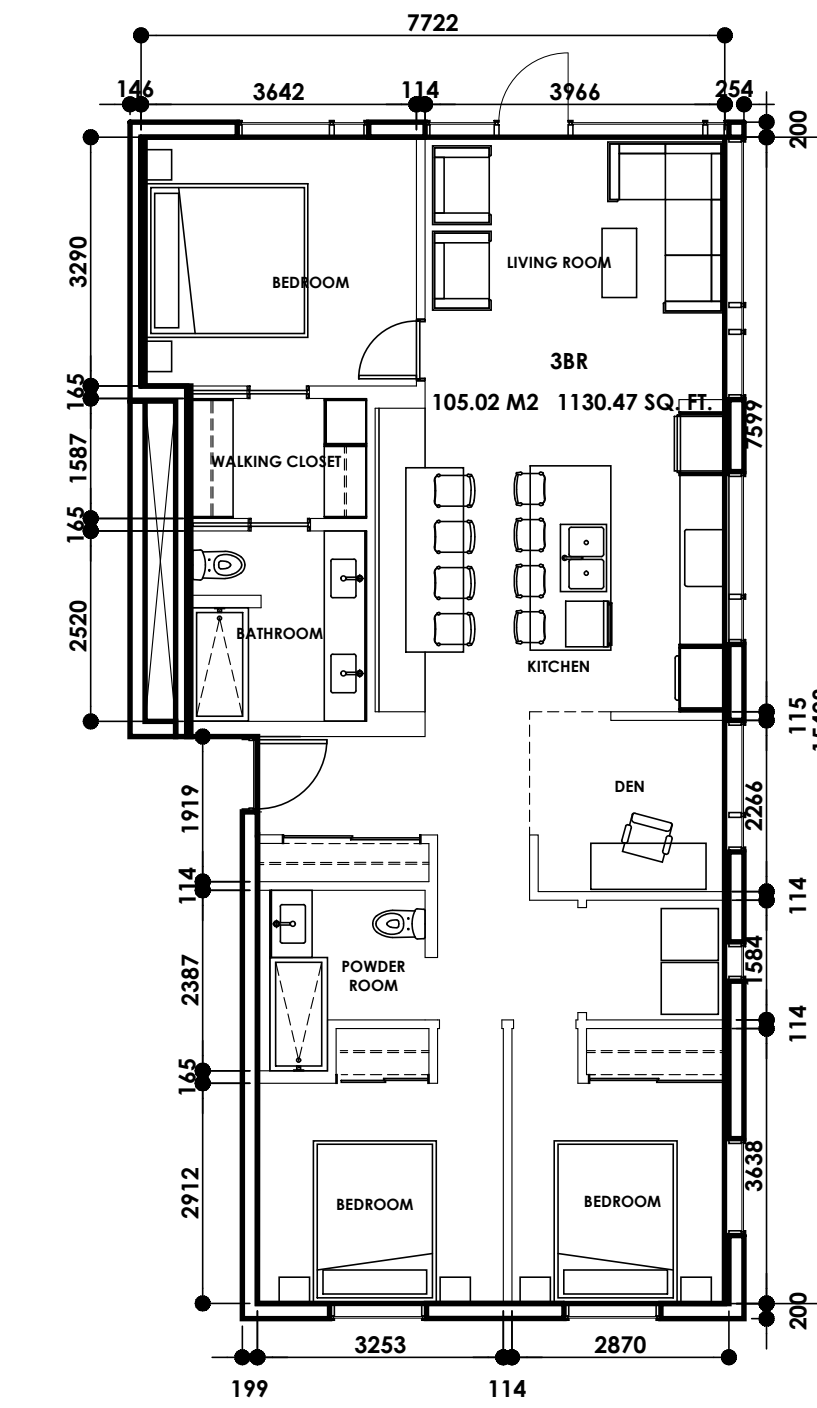 7722
146
3642
114
3966
254
200
3290
BEDROOM
LIVING ROOM
3BR
105.02 M2 1130.47 SQ. FT.
165
7599
1587
WALKING CLOSET
165
2520
BATHROOM
KITCHEN
115
1919
DEN
2266
114
114
2387
POWDER
ROOM
1584
114
165
2912
BEDROOM
BEDROOM
3638
200
3253
2870
199
114